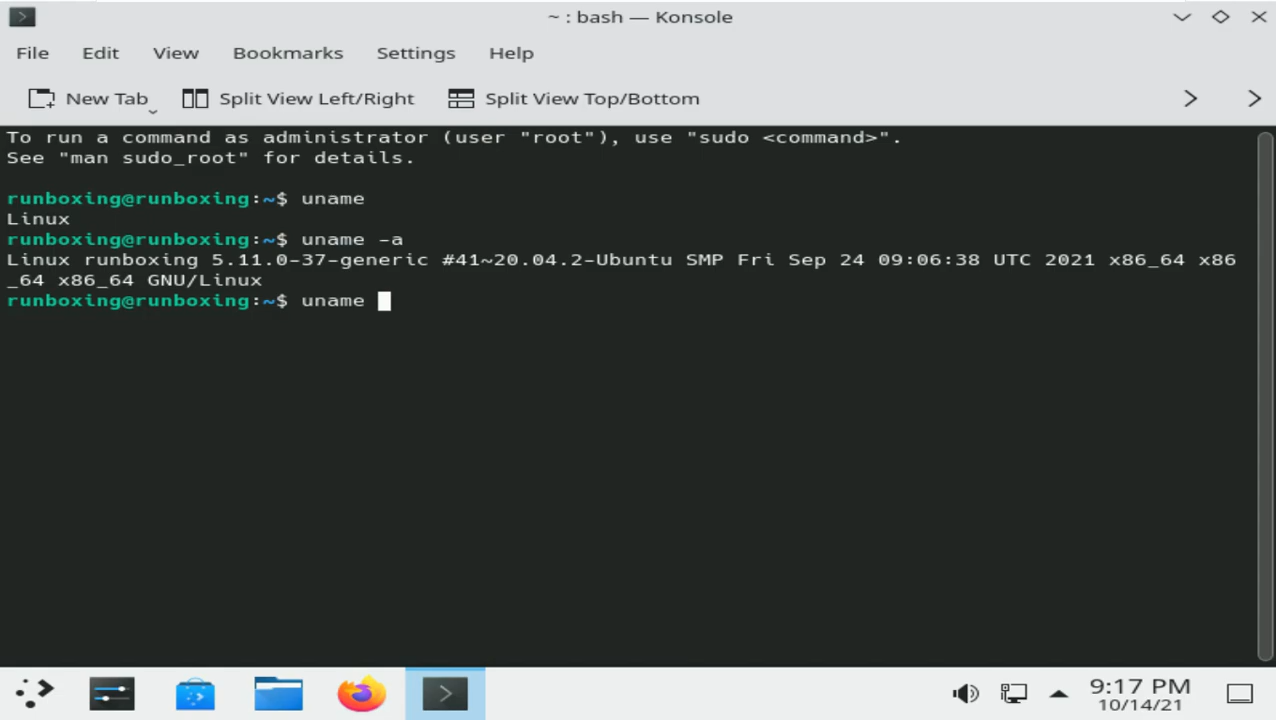 ~ : bash — Konsole
File Edit View Bookmarks Settings Help
New Tab Split View Left/Right Split View Top/Bottom
To run a command as administrator (user "root"), use "sudo <command>".
See "man sudo_root" for details.
runboxing@runboxing:~$ uname
Linux
runboxing@runboxing:~$ uname -a
Linux runboxing 5.11.0-37-generic #41~20.04.2-Ubuntu SMP Fri Sep 24 09:06:38 UTC 2021 x86_64 x86
_64 x86_64 GNU/Linux
runboxing@runboxing:~$ uname
9:17 PM
10/14/21